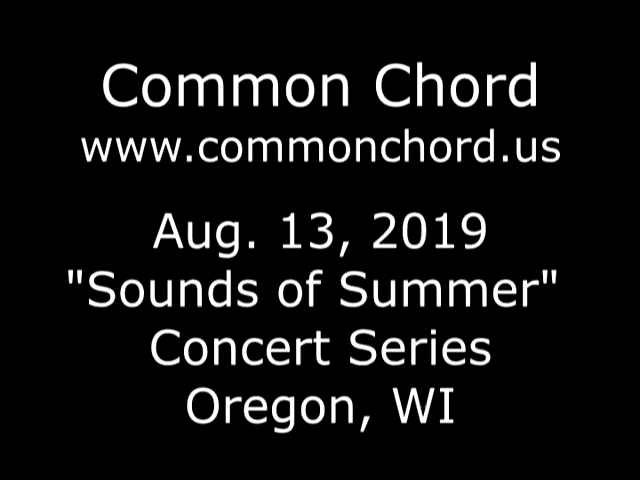 Common Chord
www.commonchord.us
Aug. 13, 2019
"Sounds of Summer"
Concert Series
Oregon, WI